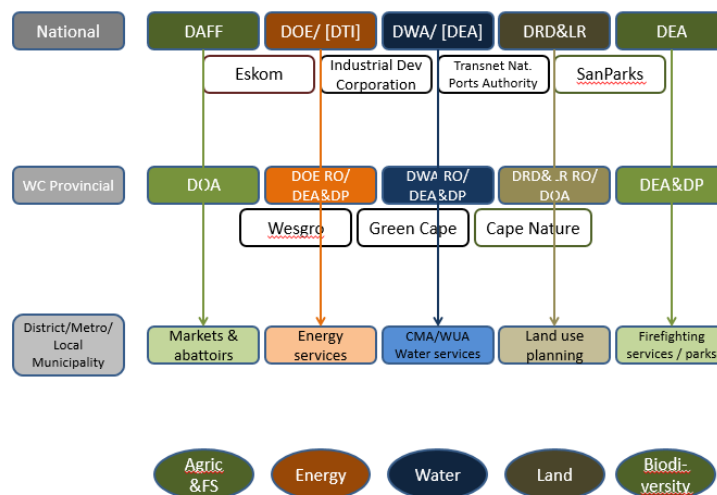 National
DAFF
DOE/ [DTI]
DWA/ [DEA]
DRD&LR
DEA
Eskom
Industrial Dev
Corporation
Transnet Nat.
Ports Authority
SanParks
WC Provincial
DOA
DOE RO/
DEA&DP
DWA RO/
DEA&DP
DRD&LR RO/
DOA
DEA&DP
Wesgro
Green Cape
Cape Nature
District/Metro/
Local
Municipality
Markets &
abattoirs
Energy
services
CMA/WUA
Water services
Land use
planning
Firefighting
services / parks
Agric
&FS
Energy
Water
Land
Biodi-
versity